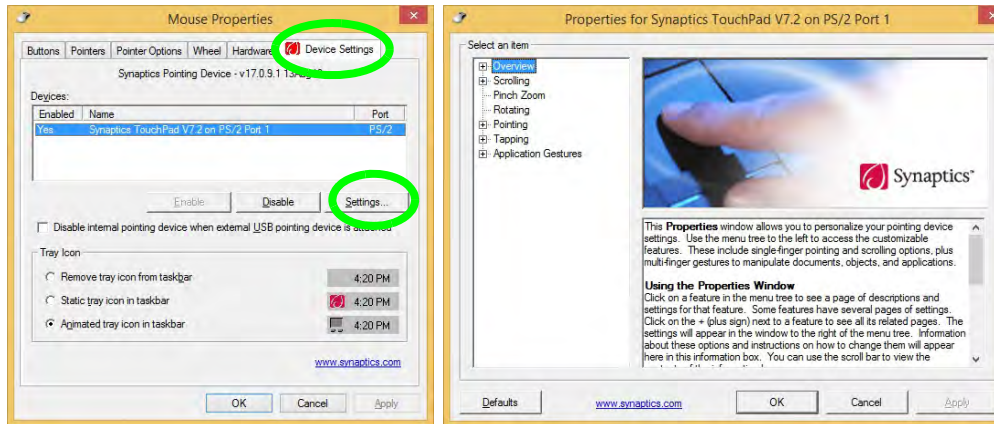 Mouse Properties
Buttons Pointers Pointer Options Wheel Hardware Device Settings
Synaptics Pointing Device - v17.0.9.1
Devices:
Enabled Name Port
Yes Synaptics TouchPad V7.2 on PS/2 Port 1 PS/2
Enable Disable Settings...
Disable internal pointing device when external USB pointing device is attached
Tray Icon
Remove tray icon from taskbar 4:20 PM
Static tray icon in taskbar 4:20 PM
Animated tray icon in taskbar 4:20 PM
www.synaptics.com
OK Cancel Apply
Properties for Synaptics TouchPad V7.2 on PS/2 Port 1
Select an item
Overview
Scrolling
Pinch Zoom
Rotating
Pointing
Tapping
Application Gestures
Synaptics
This Properties window allows you to personalize your pointing device
settings. Use the menu tree to the left to access the customizable
features. These include single-finger pointing and scrolling options, plus
multi-finger gestures to manipulate documents, objects, and applications.
Using the Properties Window
Click on a feature in the menu tree to see a page of descriptions and
settings for that feature. Some features have several pages of settings.
Click on the + (plus sign) next to a feature to see all its related pages. The
settings will appear in the window to the right of the menu tree. Information
about these options and instructions on how to change them will appear
here in this information box. You can use the scroll bar to view the
Defaults www.synaptics.com OK Cancel Apply